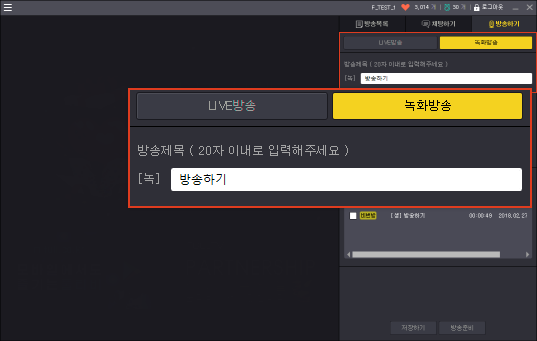 F_TEST_1 3,014 개 30 개 로그아웃
방송목록 채팅하기 방송하기
LIVE방송 녹화방송
방송제목 ( 20자 이내로 입력해주세요 )
[녹] 방송하기
LIVE방송 녹화방송
방송제목 ( 20자 이내로 입력해주세요 )
[녹] 방송하기
[생] 방송하기 00:00:49 2018.02.27
저장하기 방송준비